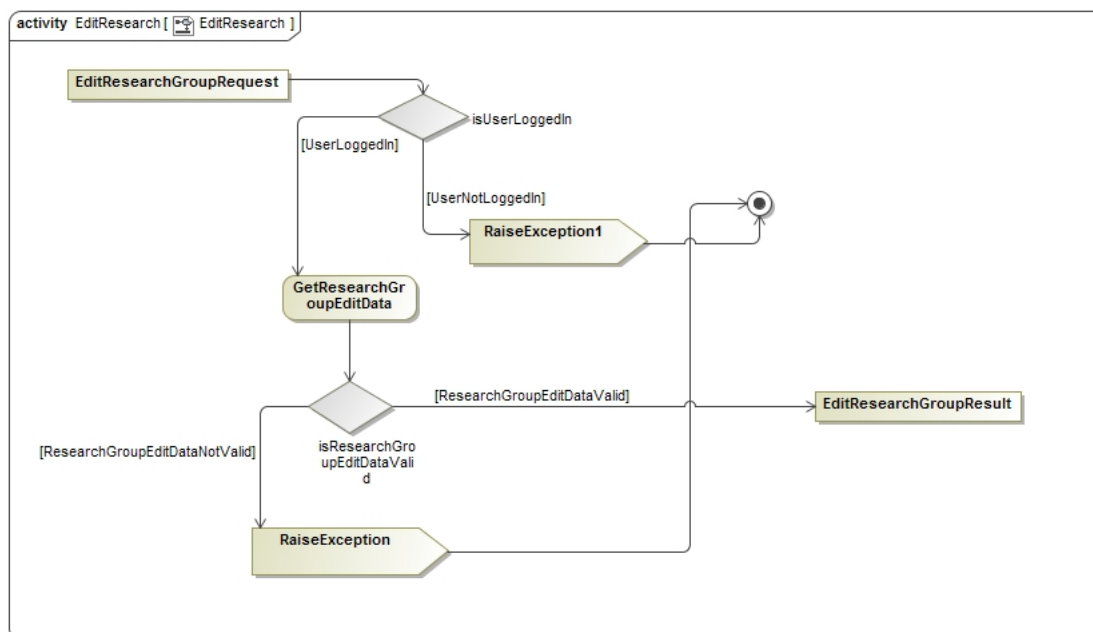 activity EditResearch [ EditResearch ]
EditResearchGroupRequest
isUserLoggedIn
[UserLoggedIn]
[UserNotLoggedIn]
RaiseException1
GetResearchGr
oupEditData
[ResearchGroupEditDataValid]
EditResearchGroupResult
[ResearchGroupEditDataNotValid]
isResearchGro
upEditDataVali
d
RaiseException